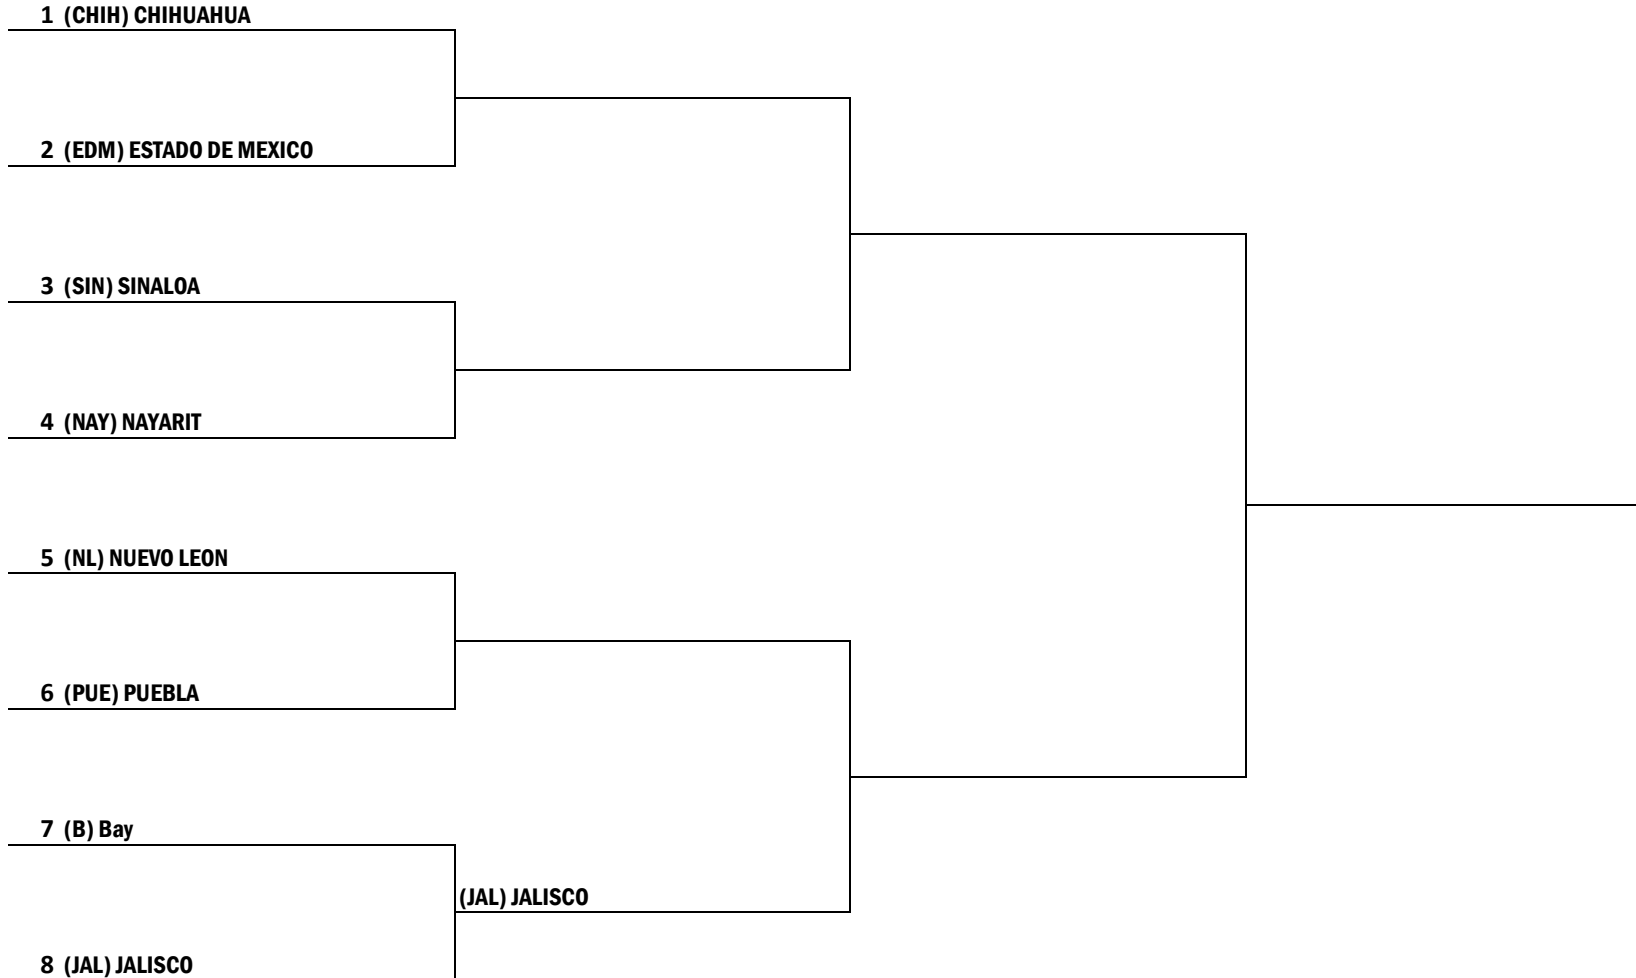 1 (CHIH) CHIHUAHUA
2 (EDM) ESTADO DE MEXICO
3 (SIN) SINALOA
4 (NAY) NAYARIT
5 (NL) NUEVO LEON
6 (PUE) PUEBLA
7 (B) Bay
(JAL) JALISCO
8 (JAL) JALISCO